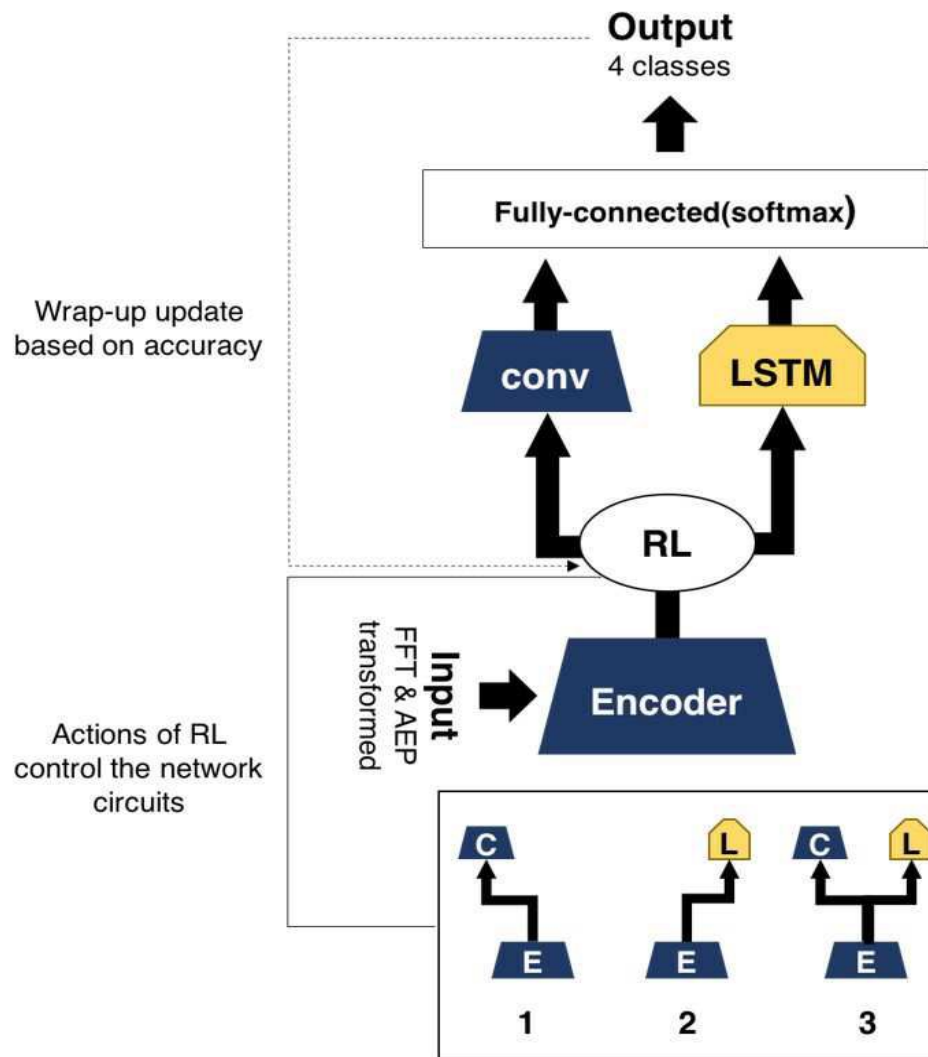 Output
4 classes
Fully-connected(softmax)
Wrap-up update
based on accuracy
conv
LSTM
RL
Input
FFT & AEP
transformed
Encoder
Actions of RL
control the network
circuits
C
L
C
L
E
E
E
1
2
3